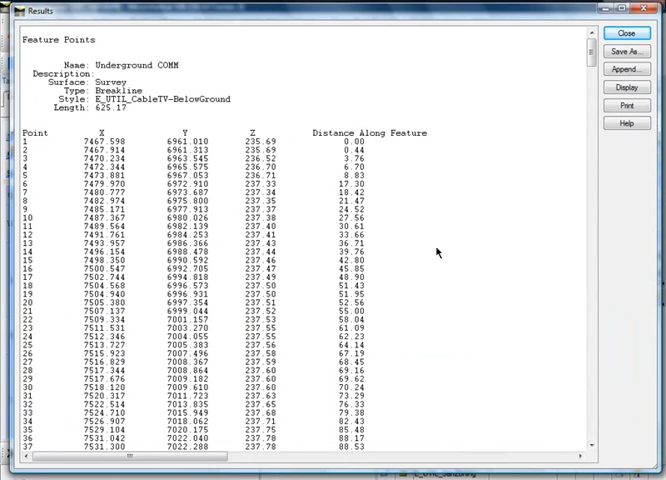 Results
Feature Points
Name: Underground COMM
Description:
Surface: Survey
Type: Breakline
Style: E_UTIL_CableTV-BelowGround
Length: 625.17
Point X Y Z Distance Along Feature
1 7467.598 6961.010 235.69 0.00
2 7467.914 6961.313 235.69 0.44
3 7470.234 6963.545 236.52 3.76
4 7472.344 6965.575 236.70 6.70
5 7473.881 6967.053 236.71 8.83
6 7479.970 6972.910 237.33 17.30
7 7480.777 6973.687 237.34 18.42
8 7482.974 6975.800 237.35 21.47
9 7485.171 6977.913 237.37 24.52
10 7487.367 6980.026 237.38 27.56
11 7489.564 6982.139 237.40 30.61
12 7491.761 6984.253 237.41 33.66
13 7493.957 6986.366 237.43 36.71
14 7496.154 6988.478 237.44 39.76
15 7498.350 6990.592 237.46 42.80
16 7500.547 6992.705 237.47 45.85
17 7502.744 6994.818 237.49 48.90
18 7504.568 6996.573 237.50 51.43
19 7504.940 6996.931 237.50 51.95
20 7505.380 6997.354 237.51 52.56
21 7507.137 6999.044 237.52 55.00
22 7509.334 7001.157 237.53 58.04
23 7511.531 7003.270 237.55 61.09
24 7512.346 7004.055 237.55 62.23
25 7513.727 7005.383 237.56 64.14
26 7515.923 7007.496 237.58 67.19
27 7516.829 7008.367 237.59 68.45
28 7517.344 7008.864 237.60 69.16
29 7517.676 7009.182 237.60 69.62
30 7518.120 7009.610 237.60 70.24
31 7520.317 7011.723 237.63 73.29
32 7522.514 7013.835 237.65 76.33
33 7524.710 7015.949 237.68 79.38
34 7526.907 7018.062 237.71 82.43
35 7529.104 7020.175 237.75 85.48
36 7531.042 7022.040 237.78 88.17
37 7531.300 7022.288 237.78 88.53
Close
Save As...
Append...
Display
Print
Help